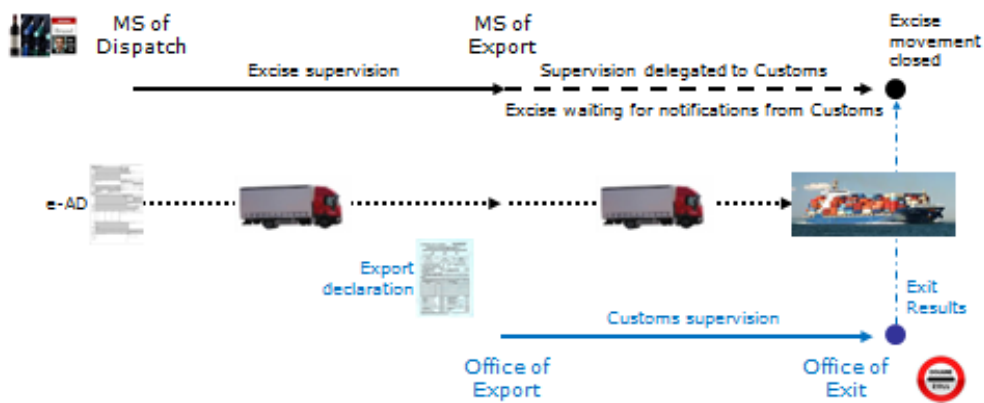 MS of
Dispatch
MS of
Export
Excise
movement
closed
Excise supervision
Supervision delegated to Customs
Excise waiting for notifications from Customs
e-AD
Export
declaration
Exit
Results
Customs supervision
Office of
Export
Office of
Exit